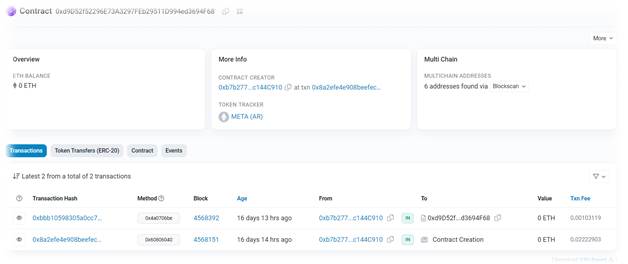 Contract 0xd9D52f52296E73A3297FEb29511D994ed3694F68
More
Overview
ETH BALANCE
0 ETH
More Info
CONTRACT CREATOR
0xb7b277...c144C910 at txn 0x8a2efe4e908beefec...
TOKEN TRACKER
META (AR)
Multi Chain
MULTICHAIN ADDRESSES
6 addresses found via Blockscan
Transactions Token Transfers (ERC-20) Contract Events
Latest 2 from a total of 2 transactions
Transaction Hash Method Block Age From To Value Txn Fee
0xbbb10598305a0cc7... 0x4a0706be 4568392 16 days 13 hrs ago 0xb7b277...c144C910 IN 0xd9D52f...d3694F68 0 ETH 0.00103119
0x8a2efe4e908beefec... 0x60806040 4568151 16 days 14 hrs ago 0xb7b277...c144C910 IN Contract Creation 0 ETH 0.02222903